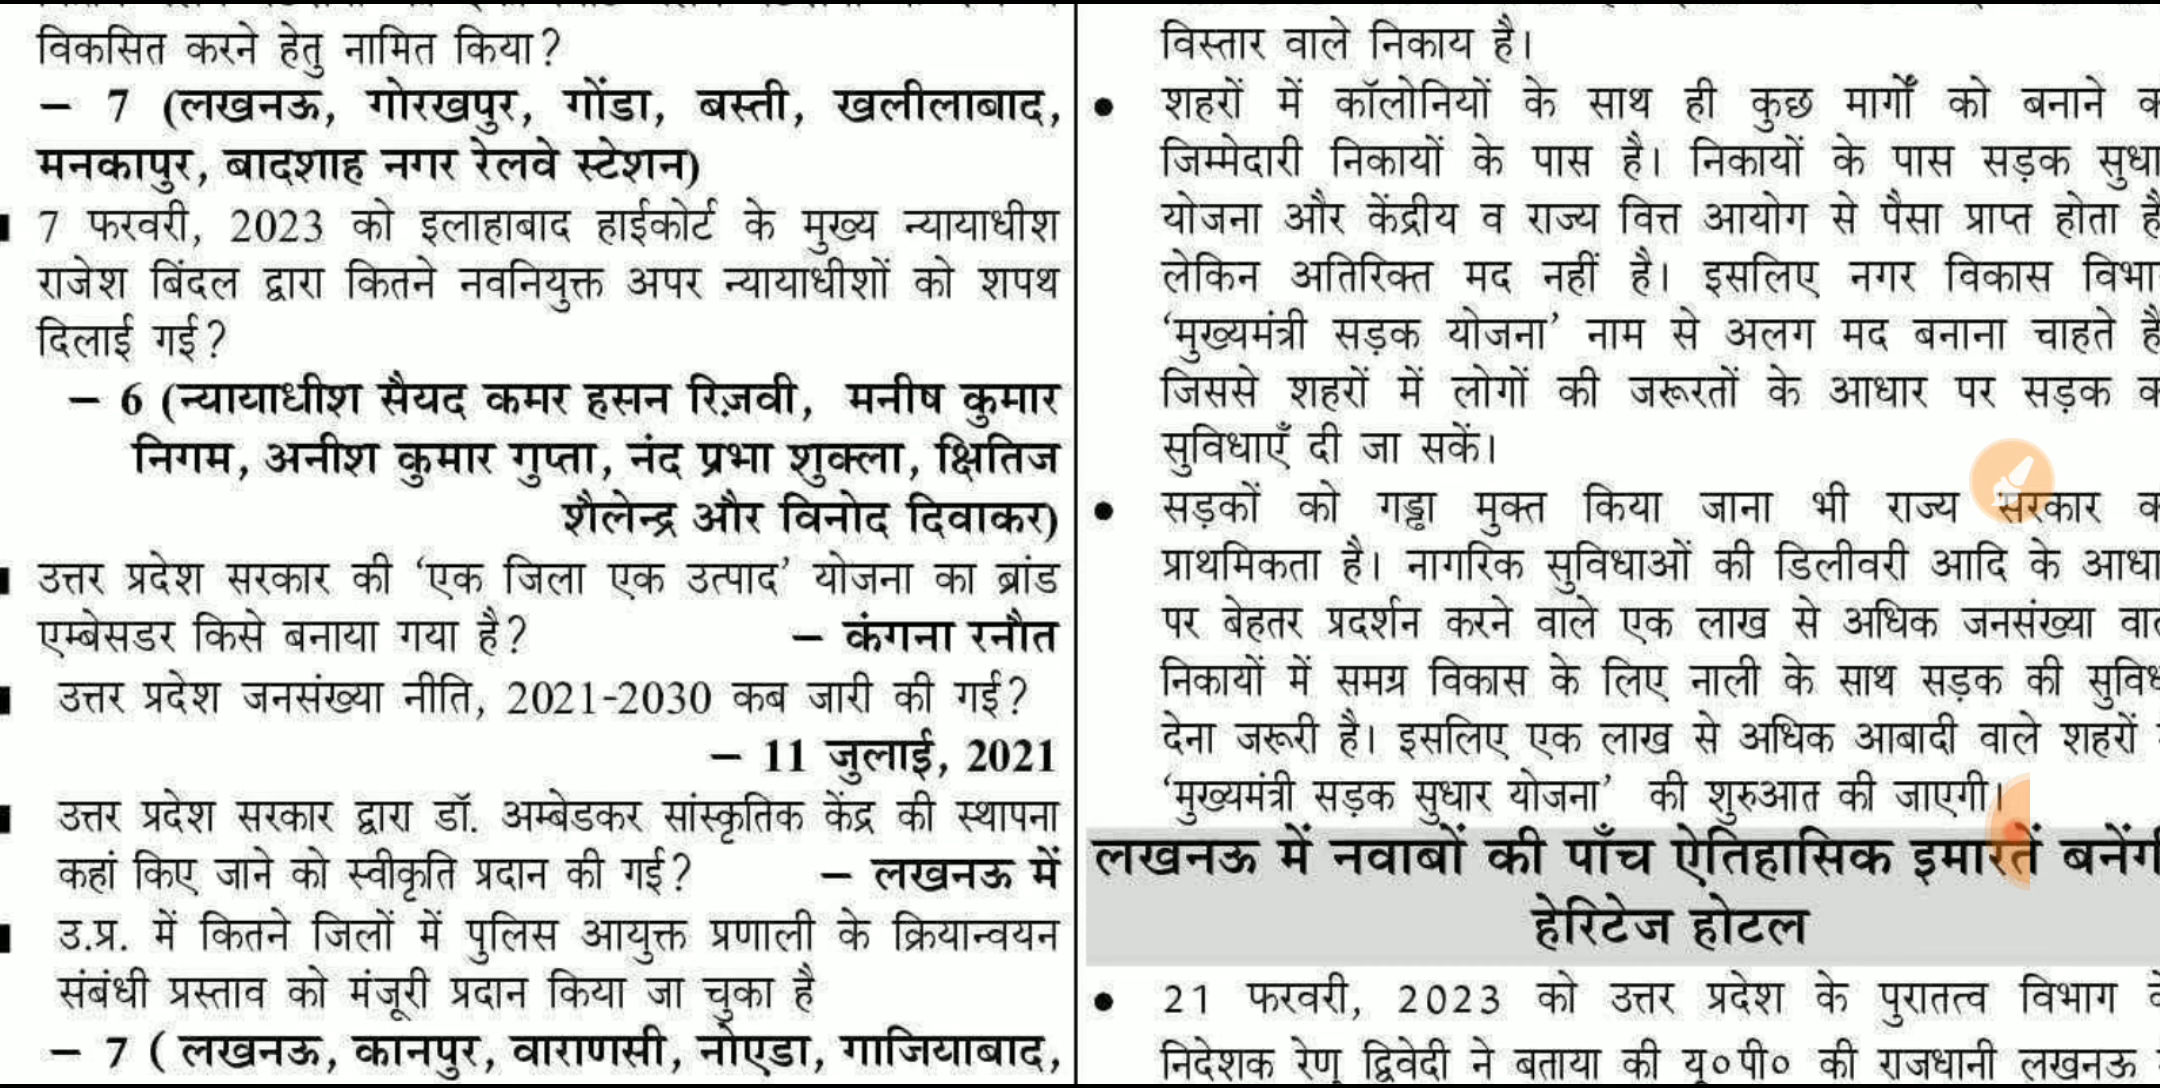 विकसित करने हेतु नामित किया?
– 7 (लखनऊ, गोरखपुर, गोंडा, बस्ती, खलीलाबाद,
मनकापुर, बादशाह नगर रेलवे स्टेशन)
7 फरवरी, 2023 को इलाहाबाद हाईकोर्ट के मुख्य न्यायाधीश
राजेश बिंदल द्वारा कितने नवनियुक्त अपर न्यायाधीशों को शपथ
दिलाई गई?
– 6 (न्यायाधीश सैयद कमर हसन रिज़वी, मनीष कुमार
निगम, अनीश कुमार गुप्ता, नंद प्रभा शुक्ला, क्षितिज
शैलेन्द्र और विनोद दिवाकर)
उत्तर प्रदेश सरकार की ‘एक जिला एक उत्पाद’ योजना का ब्रांड
एम्बेसडर किसे बनाया गया है? – कंगना रनौत
उत्तर प्रदेश जनसंख्या नीति, 2021-2030 कब जारी की गई?
– 11 जुलाई, 2021
उत्तर प्रदेश सरकार द्वारा डॉ. अम्बेडकर सांस्कृतिक केंद्र की स्थापना
कहां किए जाने को स्वीकृति प्रदान की गई? – लखनऊ में
उ.प्र. में कितने जिलों में पुलिस आयुक्त प्रणाली के क्रियान्वयन
संबंधी प्रस्ताव को मंजूरी प्रदान किया जा चुका है
– 7 ( लखनऊ, कानपुर, वाराणसी, नोएडा, गाजियाबाद,
विस्तार वाले निकाय है।
• शहरों में कॉलोनियों के साथ ही कुछ मार्गों को बनाने
जिम्मेदारी निकायों के पास है। निकायों के पास सड़क
योजना और केंद्रीय व राज्य वित्त आयोग से पैसा प्राप्त होता है
लेकिन अतिरिक्त मद नहीं है। इसलिए नगर विकास
‘मुख्यमंत्री सड़क योजना’ नाम से अलग मद बनाना चाहते है
जिससे शहरों में लोगों की जरूरतों के आधार पर सड़क
सुविधाएँ दी जा सकें।
• सड़कों को गड्ढा मुक्त किया जाना भी राज्य सरकार
प्राथमिकता है। नागरिक सुविधाओं की डिलीवरी आदि के
पर बेहतर प्रदर्शन करने वाले एक लाख से अधिक जनसंख्या
निकायों में समग्र विकास के लिए नाली के साथ सड़क की
देना जरूरी है। इसलिए एक लाख से अधिक आबादी वाले शहरों
‘मुख्यमंत्री सड़क सुधार योजना’ की शुरुआत की जाएगी।
लखनऊ में नवाबों की पाँच ऐतिहासिक इमारतें
हेरिटेज होटल
• 21 फरवरी, 2023 को उत्तर प्रदेश के पुरातत्व विभाग
निदेशक रेणु द्विवेदी ने बताया की यू०पी० की राजधानी लखनऊ